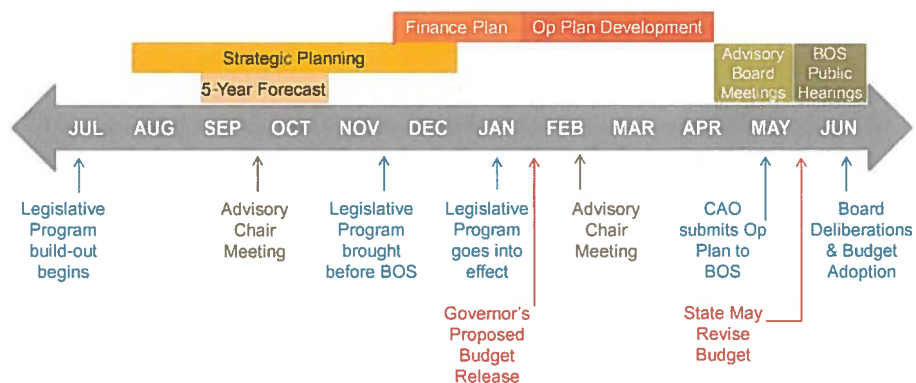 Finance Plan Op Plan Development
Strategic Planning
5-Year Forecast
Advisory
Board
Meetings
BOS
Public
Hearings
JUL AUG SEP OCT NOV DEC JAN FEB MAR APR MAY JUN
Legislative
Program
build-out
begins
Advisory
Chair
Meeting
Legislative
Program
brought
before BOS
Legislative
Program
goes into
effect
Advisory
Chair
Meeting
CAO
submits Op
Plan to
BOS
Board
Deliberations
& Budget
Adoption
Governor's
Proposed
Budget
Release
State May
Revise
Budget